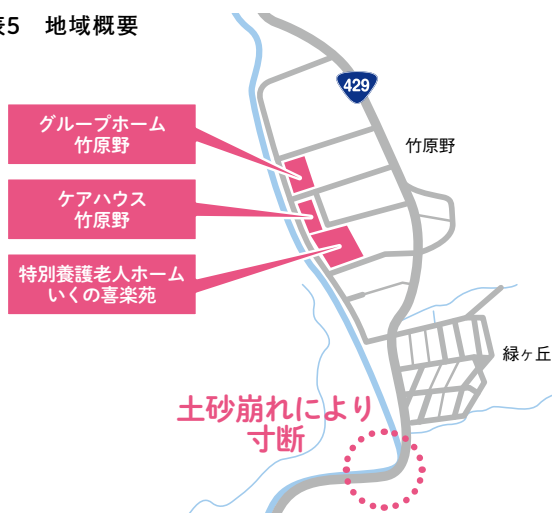 表5 地域概要
429
竹原野
グループホーム
竹原野
ケアハウス
竹原野
特別養護老人ホーム
いくの喜楽苑
緑ヶ丘
土砂崩れにより
寸断